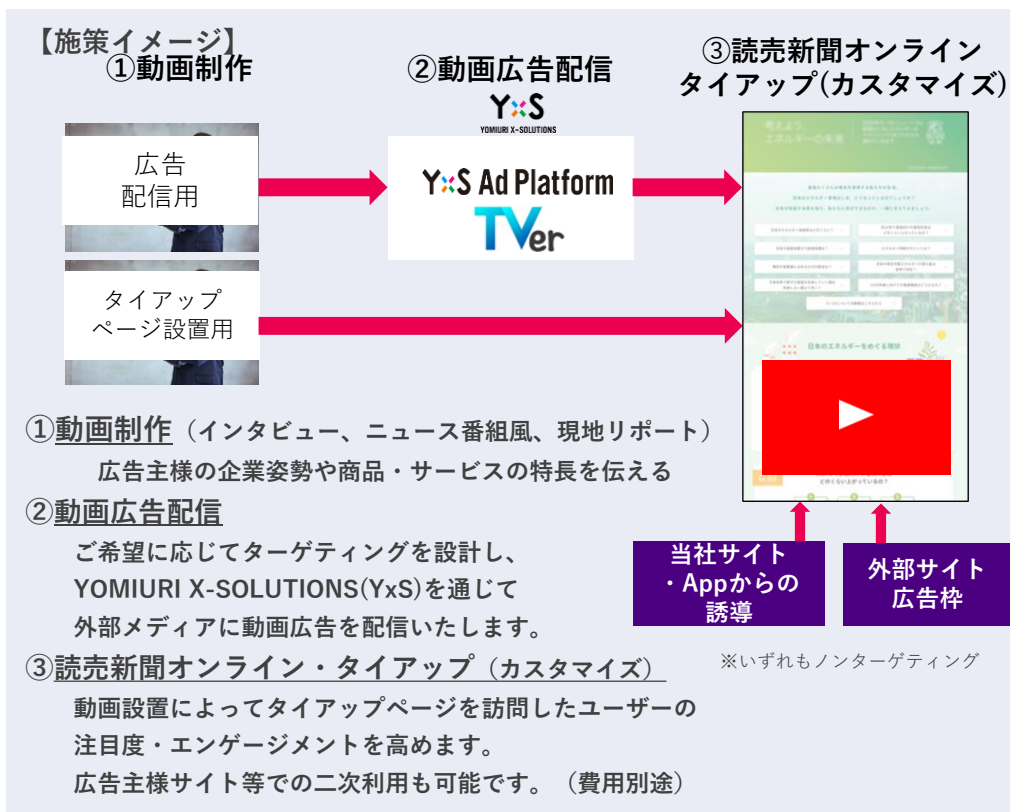 【施策イメージ】
①動画制作
②動画広告配信
③読売新聞オンライン
タイアップ(カスタマイズ)
YxS
YOMIURI X-SOLUTIONS
広告
配信用
YxS Ad Platform
TVer
タイアップ
ページ設置用
考えよう、
エネルギーの未来
日本のエネルギーをめぐる現状
どのくらい上がっているの？
①動画制作（インタビュー、ニュース番組風、現地リポート）
広告主様の企業姿勢や商品・サービスの特長を伝える
②動画広告配信
ご希望に応じてターゲティングを設計し、
YOMIURI X-SOLUTIONS(YxS)を通じて
外部メディアに動画広告を配信いたします。
当社サイト
・Appからの
誘導
外部サイト
広告枠
※いずれもノンターゲティング
③読売新聞オンライン・タイアップ（カスタマイズ）
動画設置によってタイアップページを訪問したユーザーの
注目度・エンゲージメントを高めます。
広告主様サイト等での二次利用も可能です。（費用別途）